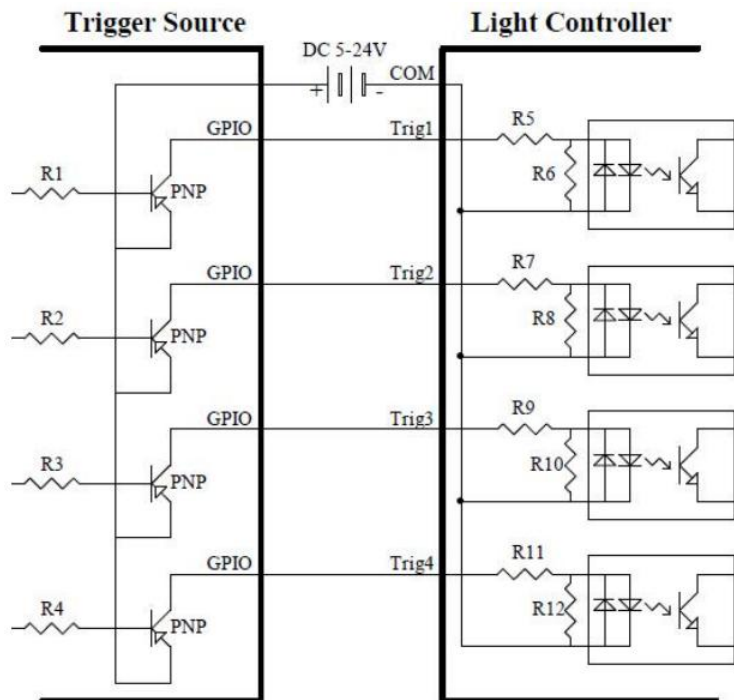 Trigger Source
Light Controller
DC 5-24V
+
-
COM
GPIO
Trig1
R5
R1
R6
PNP
GPIO
Trig2
R7
R2
R8
PNP
GPIO
Trig3
R9
R3
R10
PNP
GPIO
Trig4
R11
R4
R12
PNP